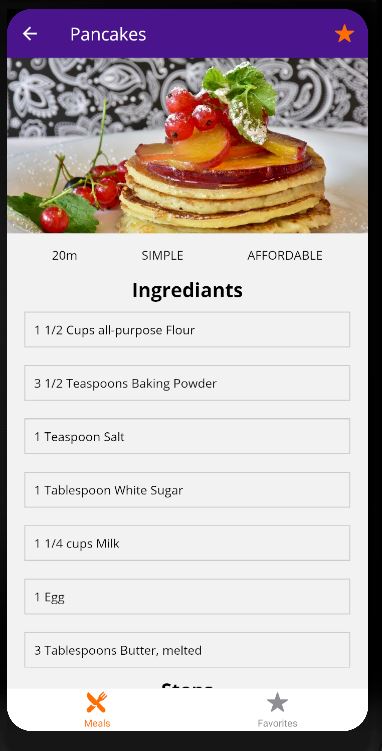 Pancakes
20m SIMPLE AFFORDABLE
Ingrediants
1 1/2 Cups all-purpose Flour
3 1/2 Teaspoons Baking Powder
1 Teaspoon Salt
1 Tablespoon White Sugar
1 1/4 cups Milk
1 Egg
3 Tablespoons Butter, melted
Steps
Meals Favorites